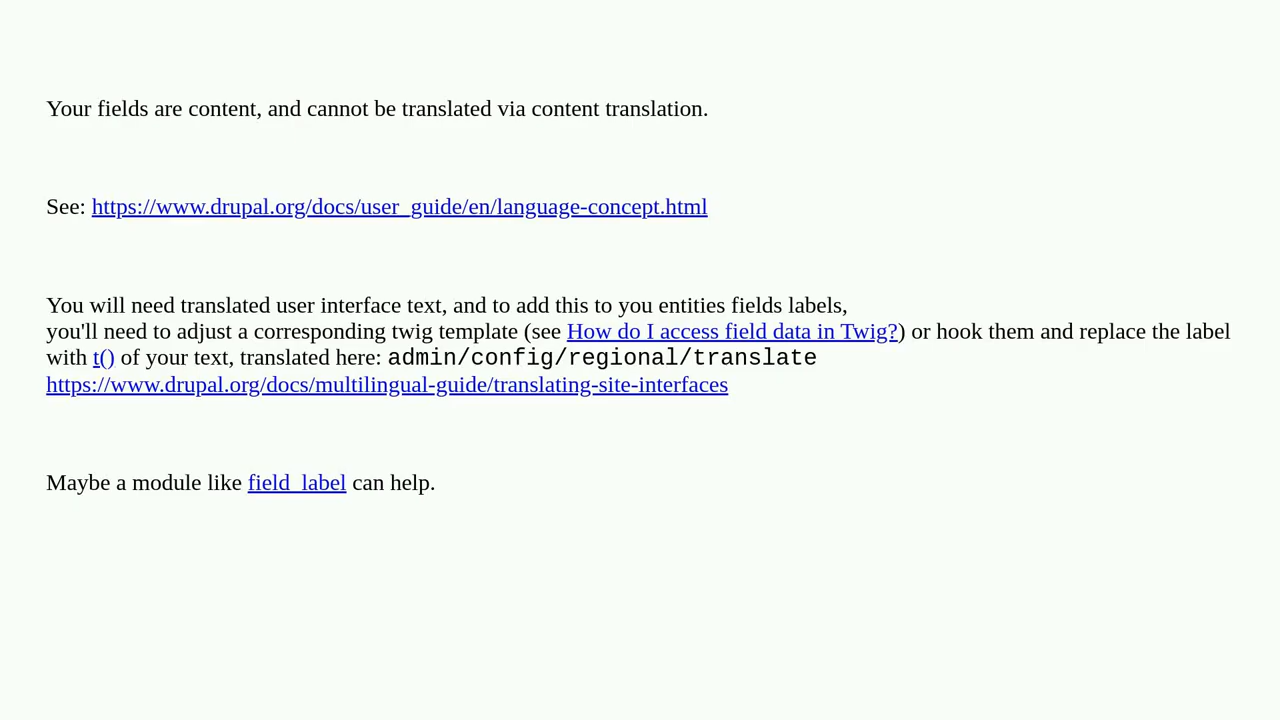 Your fields are content, and cannot be translated via content translation.
See: https://www.drupal.org/docs/user_guide/en/language-concept.html
You will need translated user interface text, and to add this to you entities fields labels,
you'll need to adjust a corresponding twig template (see How do I access field data in Twig?) or hook them and replace the label
with t() of your text, translated here: admin/config/regional/translate
https://www.drupal.org/docs/multilingual-guide/translating-site-interfaces
Maybe a module like field_label can help.